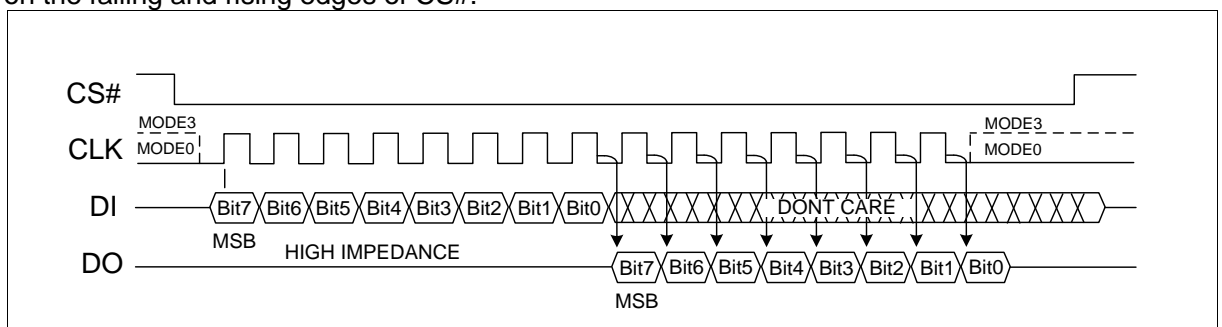 on the falling and rising edges of CS#.
CS#
MODE3
MODE3
CLK
MODE0
MODE0
DI
Bit7 Bit6 Bit5 Bit4 Bit3 Bit2 Bit1 Bit0
DONT CARE
MSB
HIGH IMPEDANCE
DO
Bit7 Bit6 Bit5 Bit4 Bit3 Bit2 Bit1 Bit0
MSB